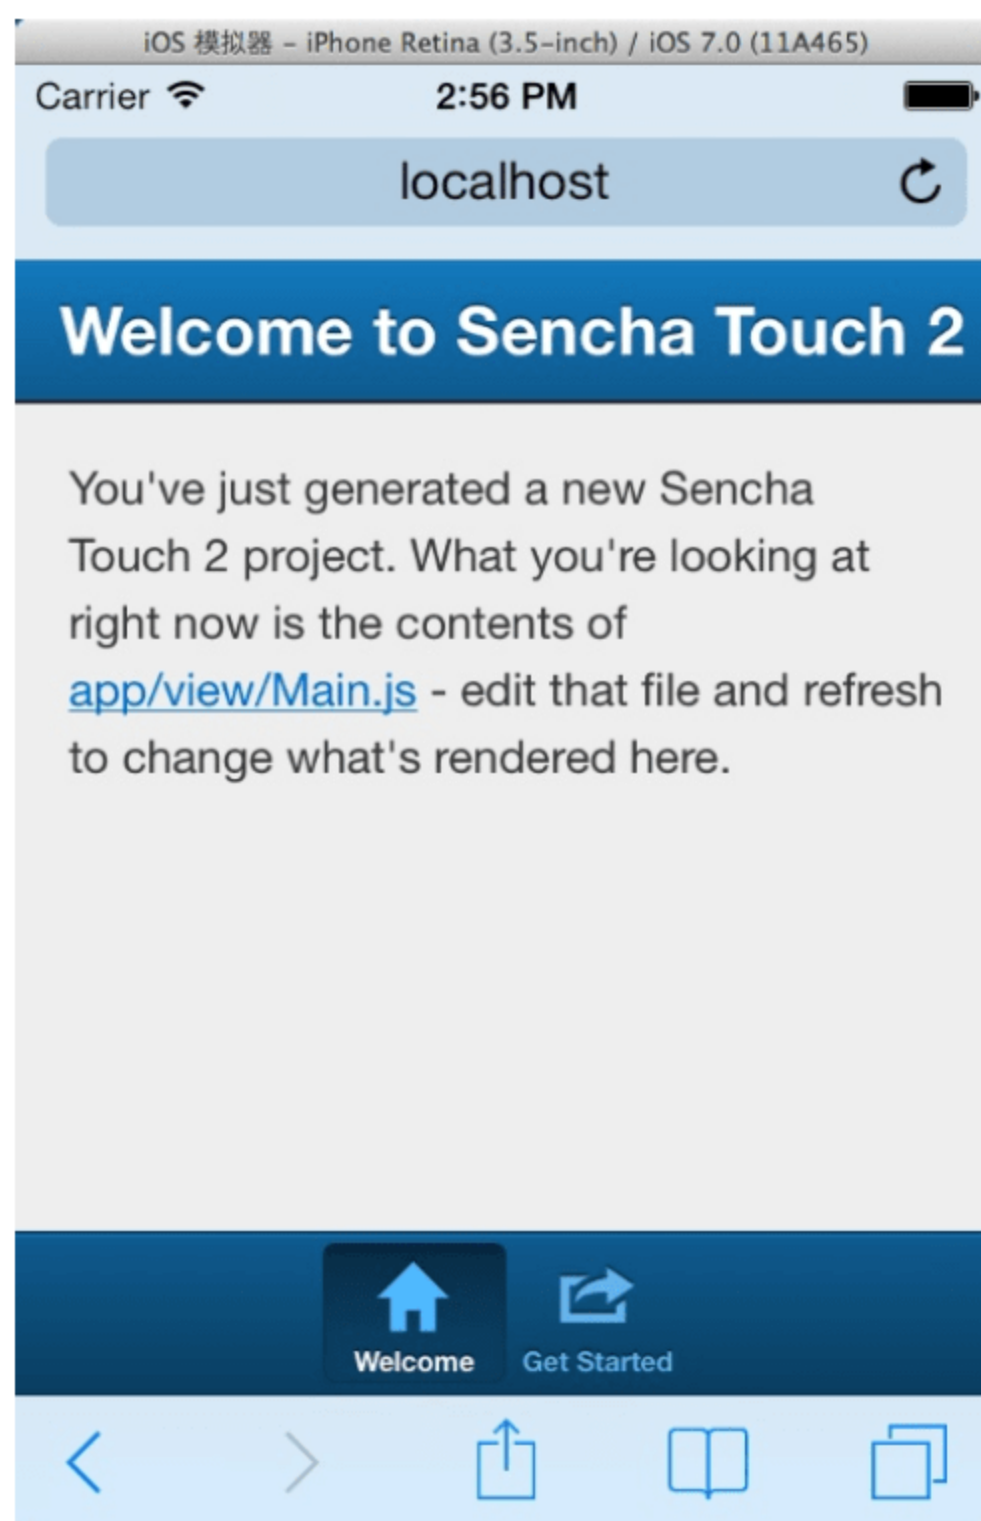 iOS 模拟器 – iPhone Retina (3.5-inch) / iOS 7.0 (11A465)
Carrier 2:56 PM
localhost
Welcome to Sencha Touch 2
You've just generated a new Sencha
Touch 2 project. What you're looking at
right now is the contents of
app/view/Main.js - edit that file and refresh
to change what's rendered here.
Welcome Get Started